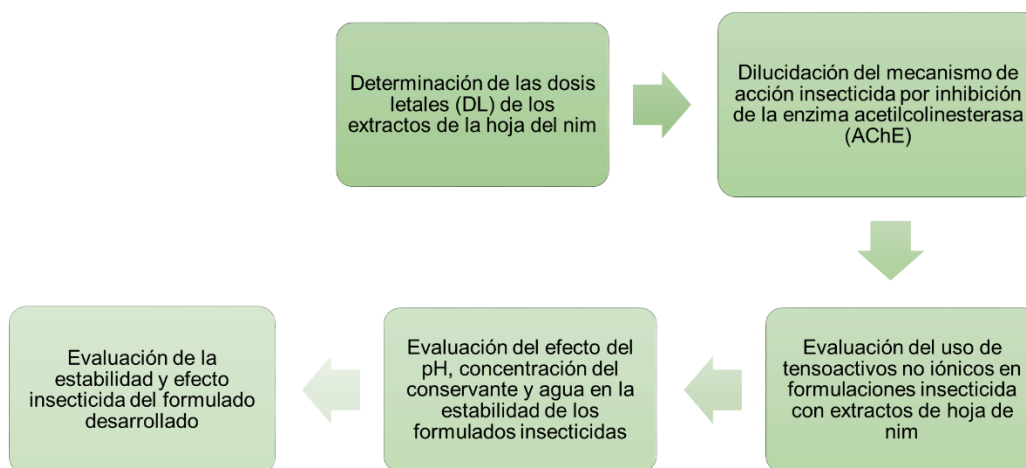 Determinación de las dosis
letales (DL) de los
extractos de la hoja del nim
Dilucidación del mecanismo de
acción insecticida por inhibición
de la enzima acetilcolinesterasa
(AChE)
Evaluación del uso de
tensoactivos no iónicos en
formulaciones insecticida
con extractos de hoja de
nim
Evaluación del efecto del
pH, concentración del
conservante y agua en la
estabilidad de los
formulados insecticidas
Evaluación de la
estabilidad y efecto
insecticida del formulado
desarrollado